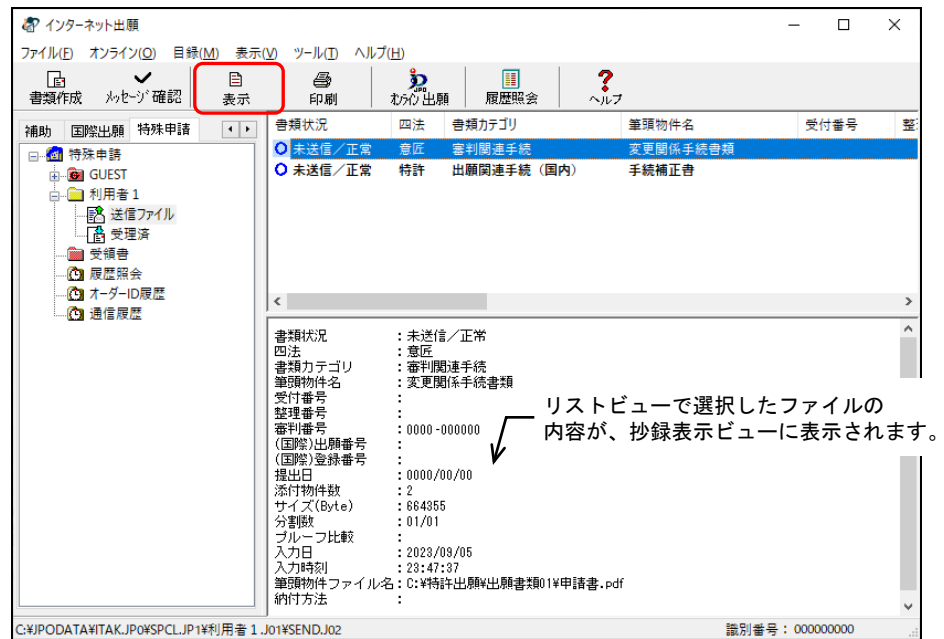 インターネット出願
ファイル(F) オンライン(O) 目録(M) 表示(V) ツール(T) ヘルプ(H)
書類作成 メッセージ確認 表示 印刷 オンライン出願 履歴照会 ヘルプ
補助 国際出願 特殊申請
特殊申請
GUEST
利用者1
送信ファイル
受理済
受領書
履歴照会
オーダーID履歴
通信履歴
書類状況 四法 書類カテゴリ 筆頭物件名 受付番号 整
未送信/正常 意匠 審判関連手続 変更関係手続書類
未送信/正常 特許 出願関連手続(国内) 手続補正書
書類状況 :未送信/正常
四法 :意匠
書類カテゴリ :審判関連手続
筆頭物件名 :変更関係手続書類
受付番号 :
整理番号 :
審判番号 :0000-000000
(国際)出願番号 :
(国際)登録番号 :
提出日 :0000/00/00
添付物件数 :2
サイズ(Byte) :664355
分割数 :01/01
プルーフ比較 :
入力日 :2023/09/05
入力時刻 :23:47:37
筆頭物件ファイル名:C:¥特許出願¥出願書類01¥申請書.pdf
納付方法 :
リストビューで選択したファイルの
内容が、抄録表示ビューに表示されます。
C:¥JPODATA¥ITAK.JP0¥SPCL.JP1¥利用者1.J01¥SEND.J02 識別番号:000000000